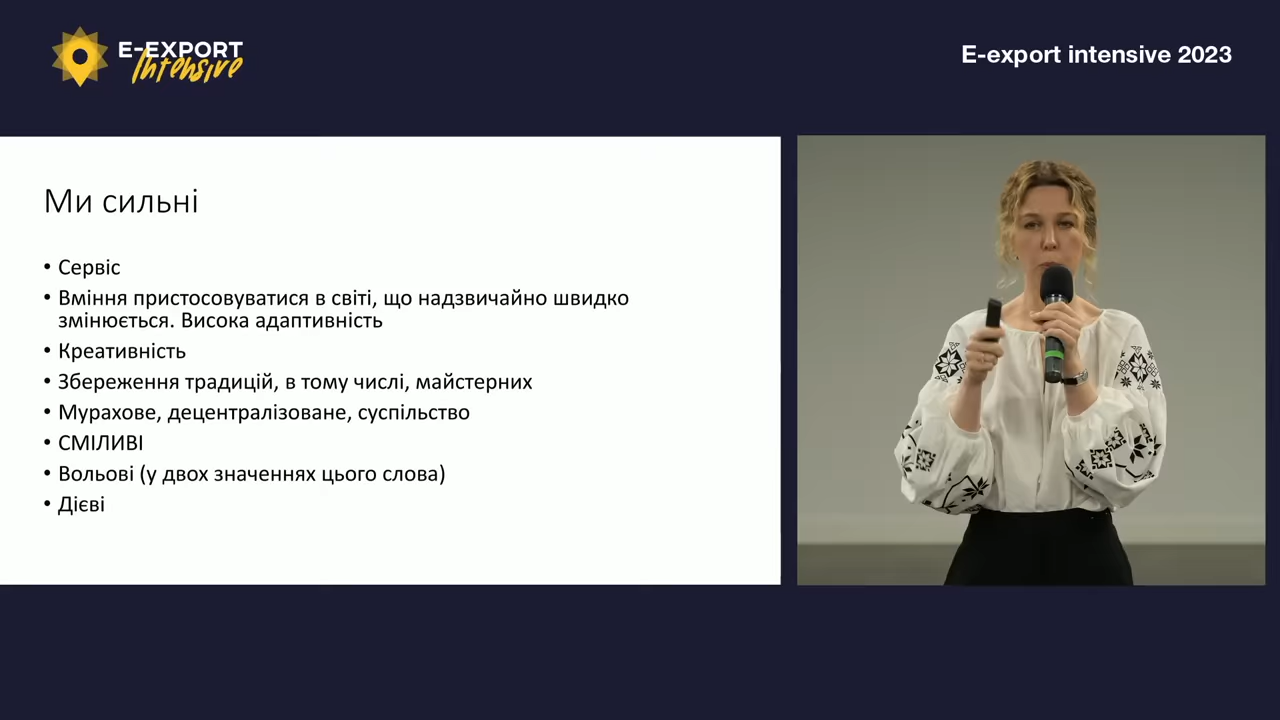 E-EXPORT
Intensive
E-export intensive 2023
Ми сильні
• Сервіс
• Вміння пристосовуватися в світі, що надзвичайно швидко
змінюється. Висока адаптивність
• Креативність
• Збереження традицій, в тому числі, майстерних
• Мурахове, децентралізоване, суспільство
• СМІЛИВІ
• Вольові (у двох значеннях цього слова)
• Дієві